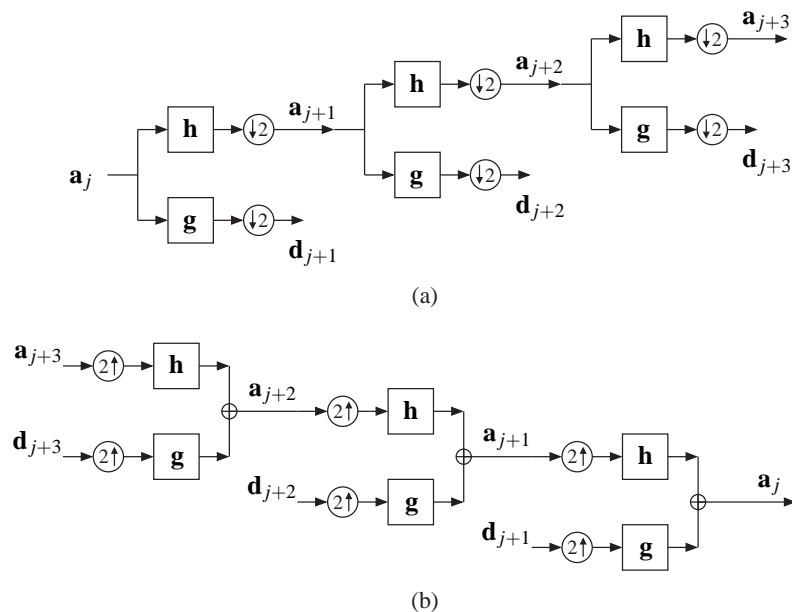 h ↓2 a_{j+3}
a_{j+2}
h ↓2
g ↓2
a_{j+1}
d_{j+3}
h ↓2
g ↓2
a_j
d_{j+2}
g ↓2
d_{j+1}
(a)
a_{j+3} 2↑ h
a_{j+2}
2↑ h
d_{j+3} 2↑ g
a_{j+1}
2↑ h
d_{j+2} 2↑ g
a_j
d_{j+1} 2↑ g
(b)